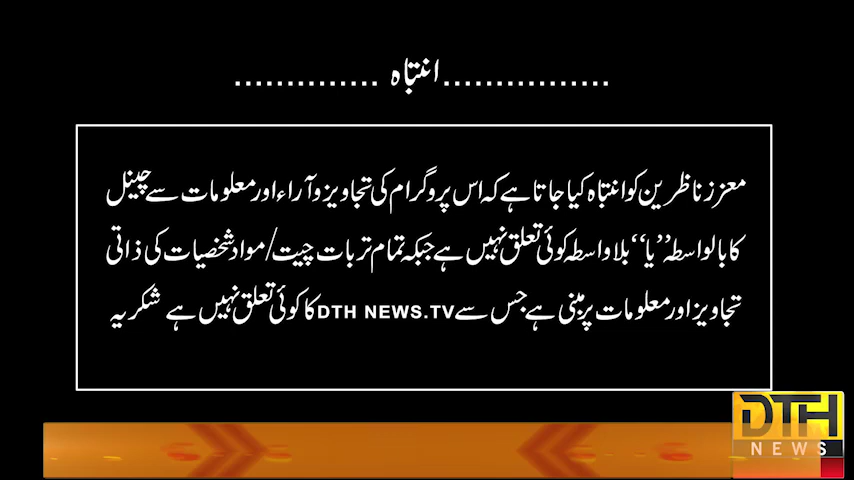 .............. انتباہ ................
معزز ناظرین کو انتباہ کیا جاتا ہے کہ اس پروگرام کی تجاویز و آراء اور معلومات سے چینل
کا بالواسطہ ”یا“ بلاواسطہ کوئی تعلق نہیں ہے جبکہ تمام تر بات چیت/مواد شخصیات کی ذاتی
تجاویز اور معلومات پر مبنی ہے جس سے DTH NEWS.TV کا کوئی تعلق نہیں ہے شکریہ
DTH
NEWS